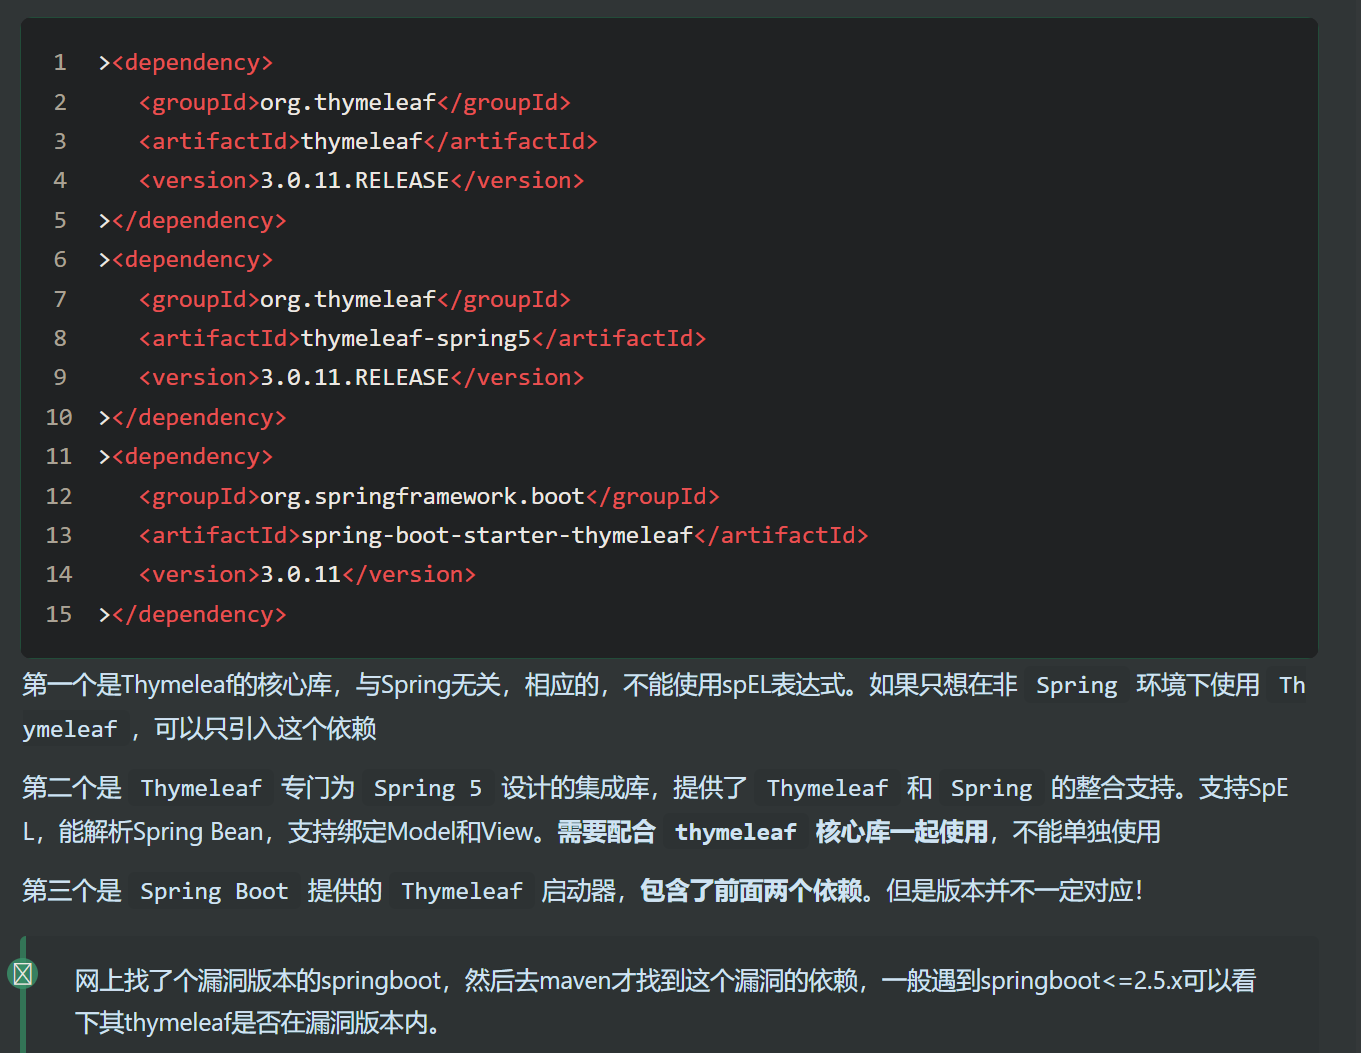 1 ><dependency>
2 <groupId>org.thymeleaf</groupId>
3 <artifactId>thymeleaf</artifactId>
4 <version>3.0.11.RELEASE</version>
5 ></dependency>
6 ><dependency>
7 <groupId>org.thymeleaf</groupId>
8 <artifactId>thymeleaf-spring5</artifactId>
9 <version>3.0.11.RELEASE</version>
10 ></dependency>
11 ><dependency>
12 <groupId>org.springframework.boot</groupId>
13 <artifactId>spring-boot-starter-thymeleaf</artifactId>
14 <version>3.0.11</version>
15 ></dependency>
第一个是Thymeleaf的核心库，与Spring无关，相应的，不能使用spEL表达式。如果只想在非 Spring 环境下使用 Th
ymeleaf ，可以只引入这个依赖
第二个是 Thymeleaf 专门为 Spring 5 设计的集成库，提供了 Thymeleaf 和 Spring 的整合支持。支持SpE
L，能解析Spring Bean，支持绑定Model和View。需要配合 thymeleaf 核心库一起使用，不能单独使用
第三个是 Spring Boot 提供的 Thymeleaf 启动器，包含了前面两个依赖。但是版本并不一定对应！
网上找了个漏洞版本的springboot，然后去maven才找到这个漏洞的依赖，一般遇到springboot<=2.5.x可以看
下其thymeleaf是否在漏洞版本内。